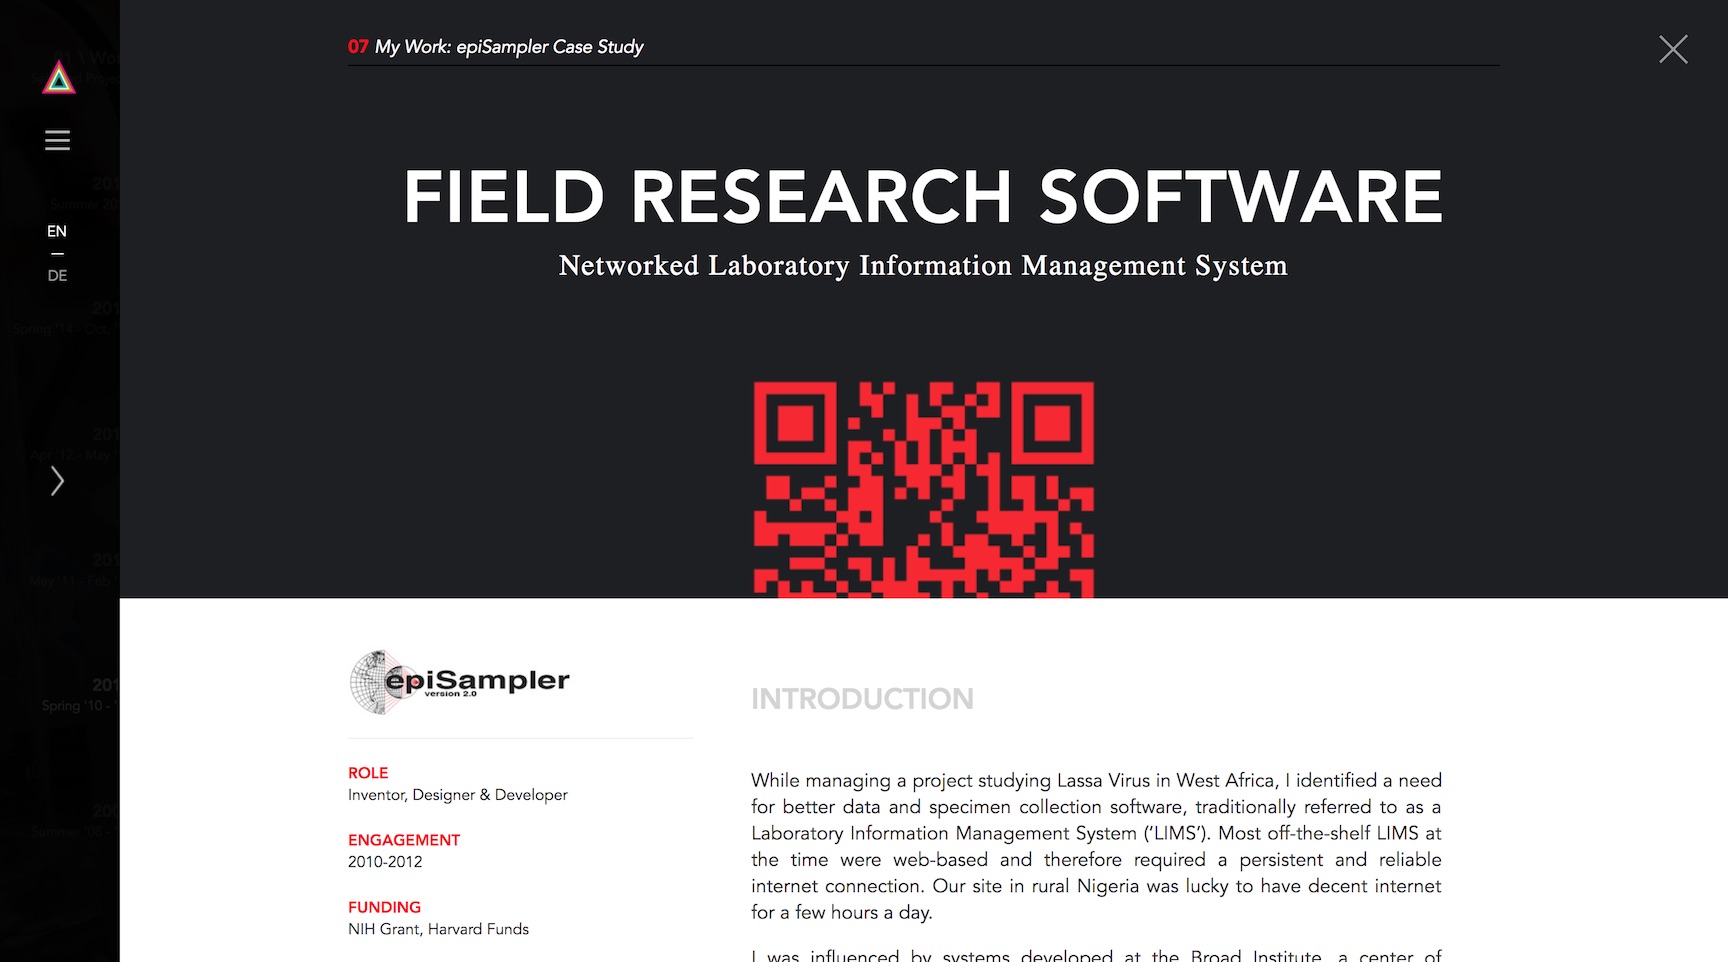 07 My Work: epiSampler Case Study
EN
DE
FIELD RESEARCH SOFTWARE
Networked Laboratory Information Management System
epiSampler
version 2.0
ROLE
Inventor, Designer & Developer
ENGAGEMENT
2010-2012
FUNDING
NIH Grant, Harvard Funds
INTRODUCTION
While managing a project studying Lassa Virus in West Africa, I identified a need
for better data and specimen collection software, traditionally referred to as a
Laboratory Information Management System (‘LIMS’). Most off-the-shelf LIMS at
the time were web-based and therefore required a persistent and reliable
internet connection. Our site in rural Nigeria was lucky to have decent internet
for a few hours a day.
I was influenced by systems developed at the Broad Institute, a center of
Spring '10 -